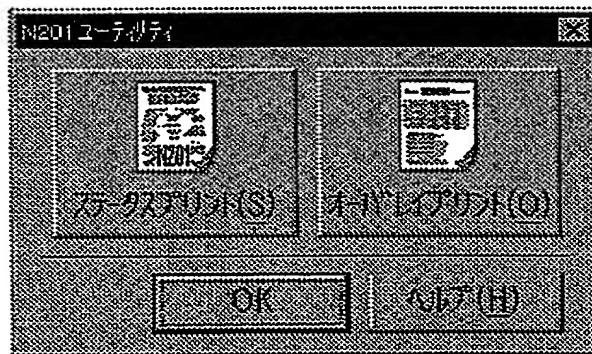 N201ユーティリティ
N201
ステータスプリント(S)
オーバレイプリント(O)
OK
ヘルプ(H)